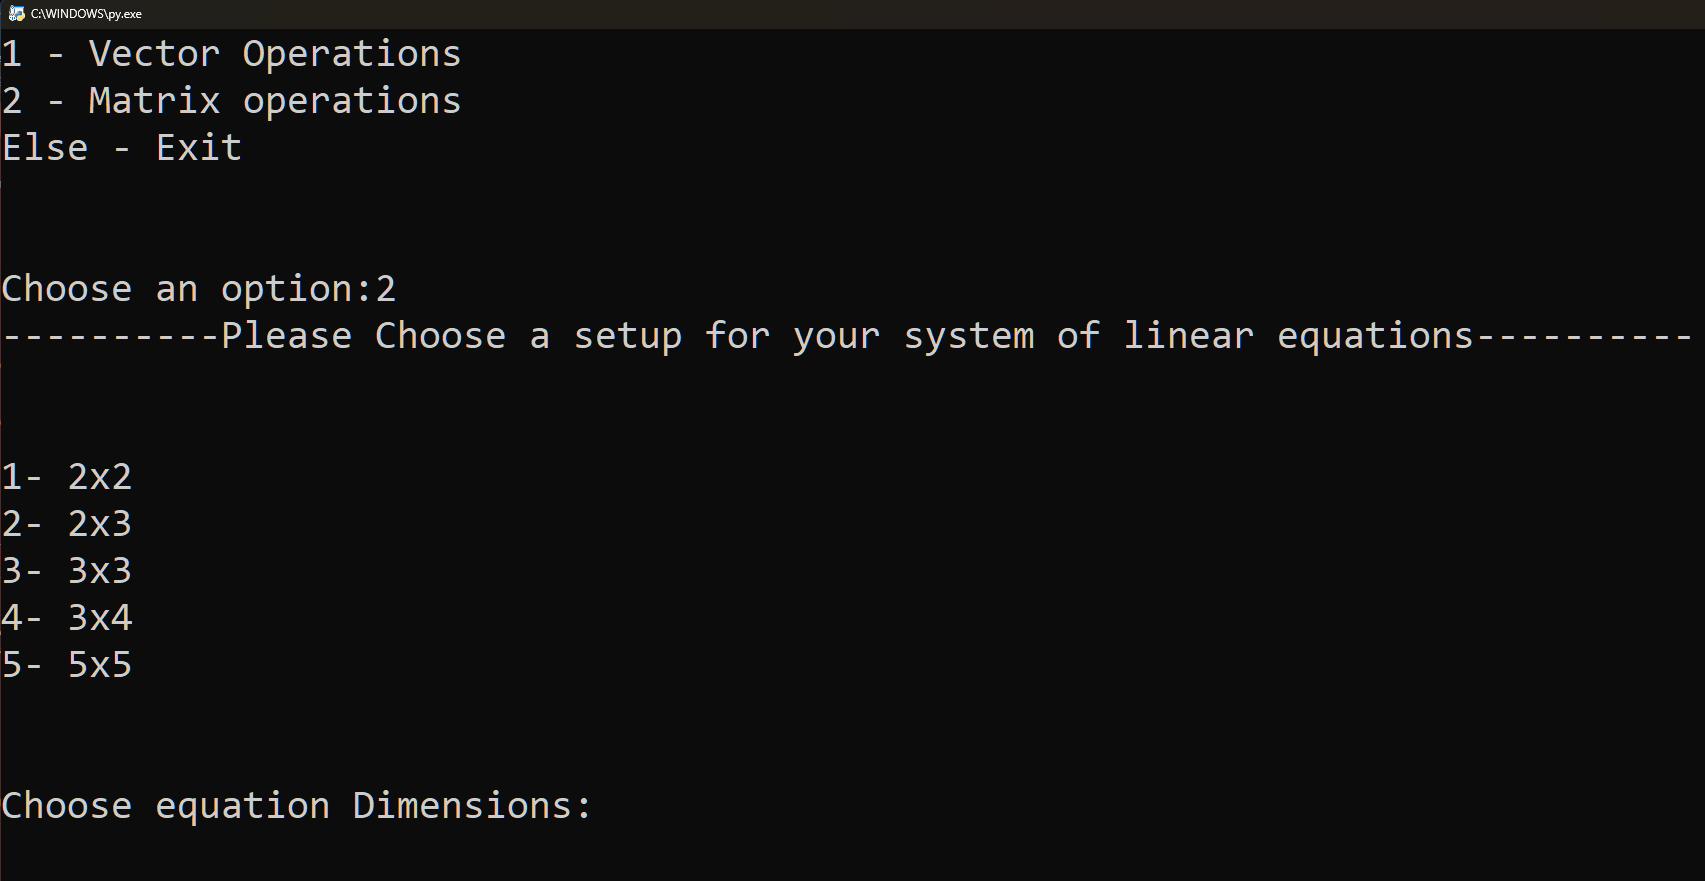 C:\WINDOWS\py.exe
1 - Vector Operations
2 - Matrix operations
Else - Exit
Choose an option:2
----------Please Choose a setup for your system of linear equations----------
1- 2x2
2- 2x3
3- 3x3
4- 3x4
5- 5x5
Choose equation Dimensions: